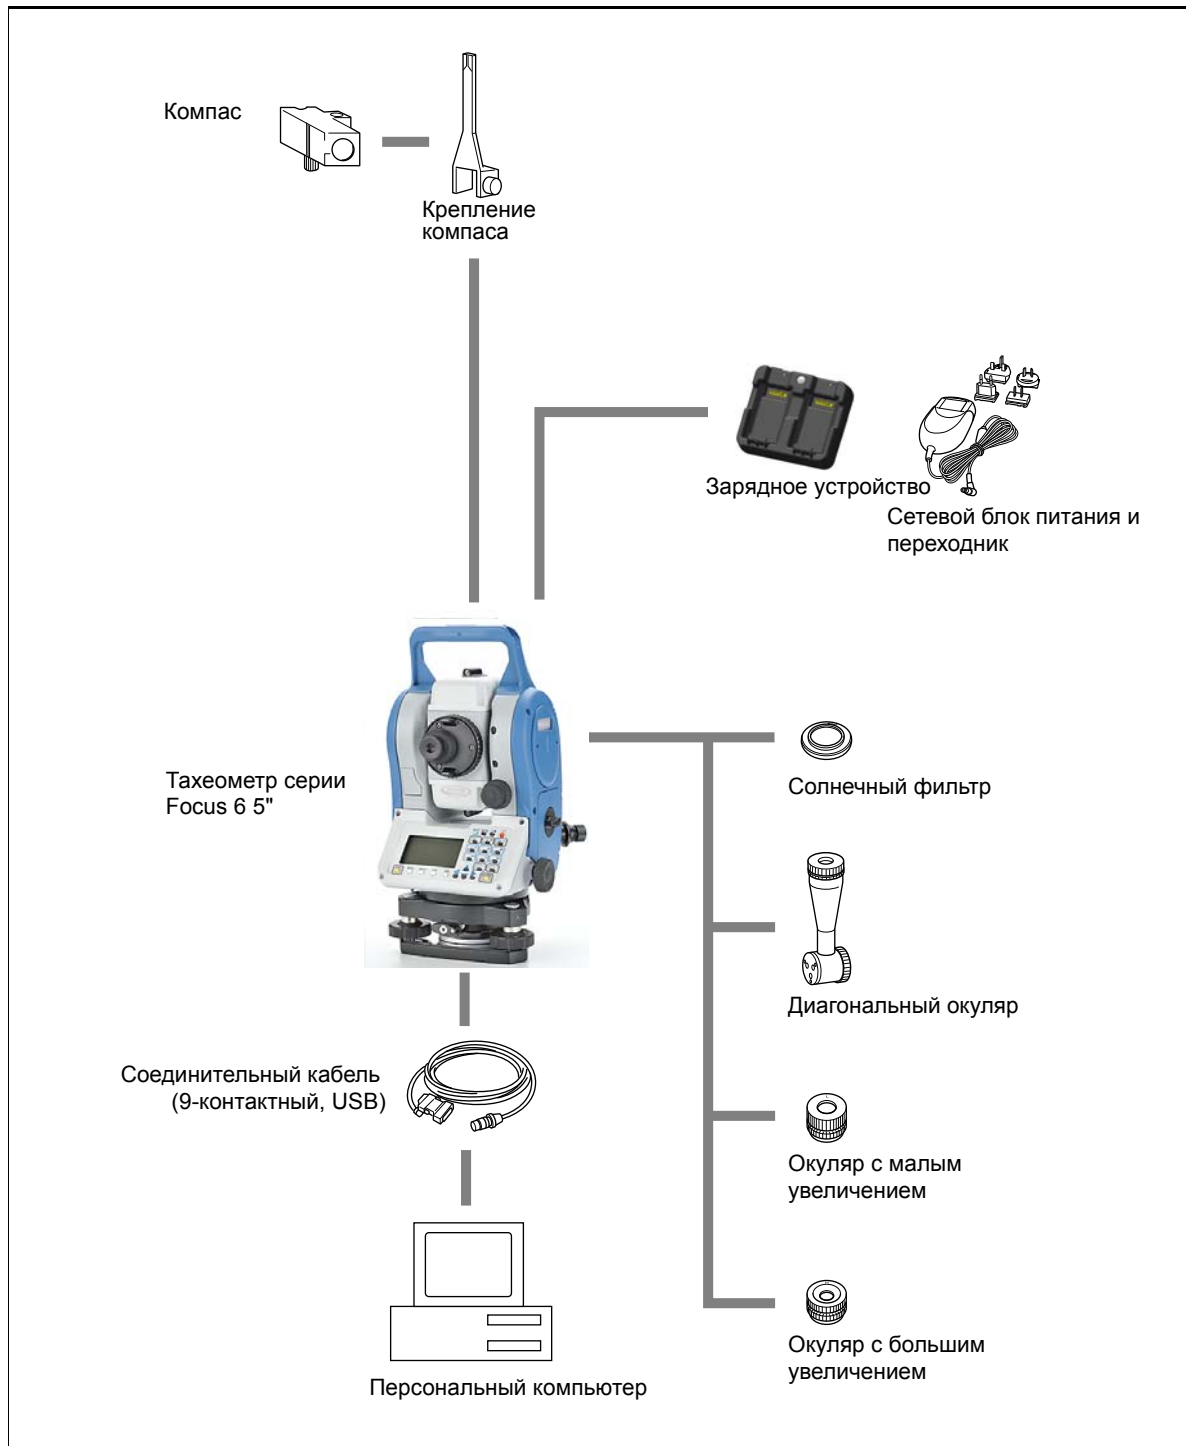 Компас
Крепление
компаса
Зарядное устройство
Сетевой блок питания и
переходник
Тахеометр серии
Focus 6 5"
Солнечный фильтр
Диагональный окуляр
Соединительный кабель
(9-контактный, USB)
Окуляр с малым
увеличением
Окуляр с большим
увеличением
Персональный компьютер